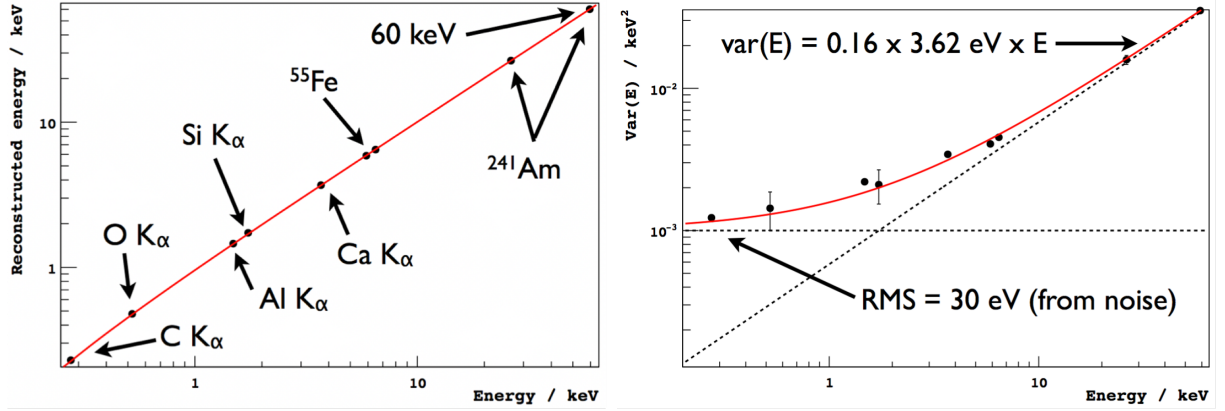 Reconstructed energy / keV
10
1
60 keV
⁵⁵Fe
Si Kα
²⁴¹Am
O Kα
Ca Kα
Al Kα
C Kα
1
10
Energy / keV
Var(E) / keV²
10⁻²
10⁻³
var(E) = 0.16 x 3.62 eV x E
RMS = 30 eV (from noise)
1
10
Energy / keV